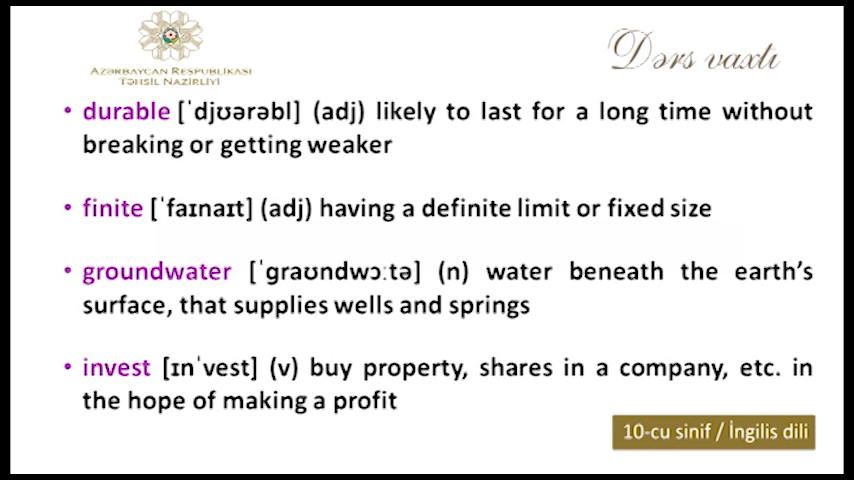 AZƏRBAYCAN RESPUBLİKASI
TƏHSİL NAZİRLİYİ
Dərs vaxtı
• durable [ˈdjʊərəbl] (adj) likely to last for a long time without
breaking or getting weaker
• finite [ˈfaɪnaɪt] (adj) having a definite limit or fixed size
• groundwater [ˈɡraʊndwɔːtə] (n) water beneath the earth’s
surface, that supplies wells and springs
• invest [ɪnˈvest] (v) buy property, shares in a company, etc. in
the hope of making a profit
10-cu sinif / İngilis dili